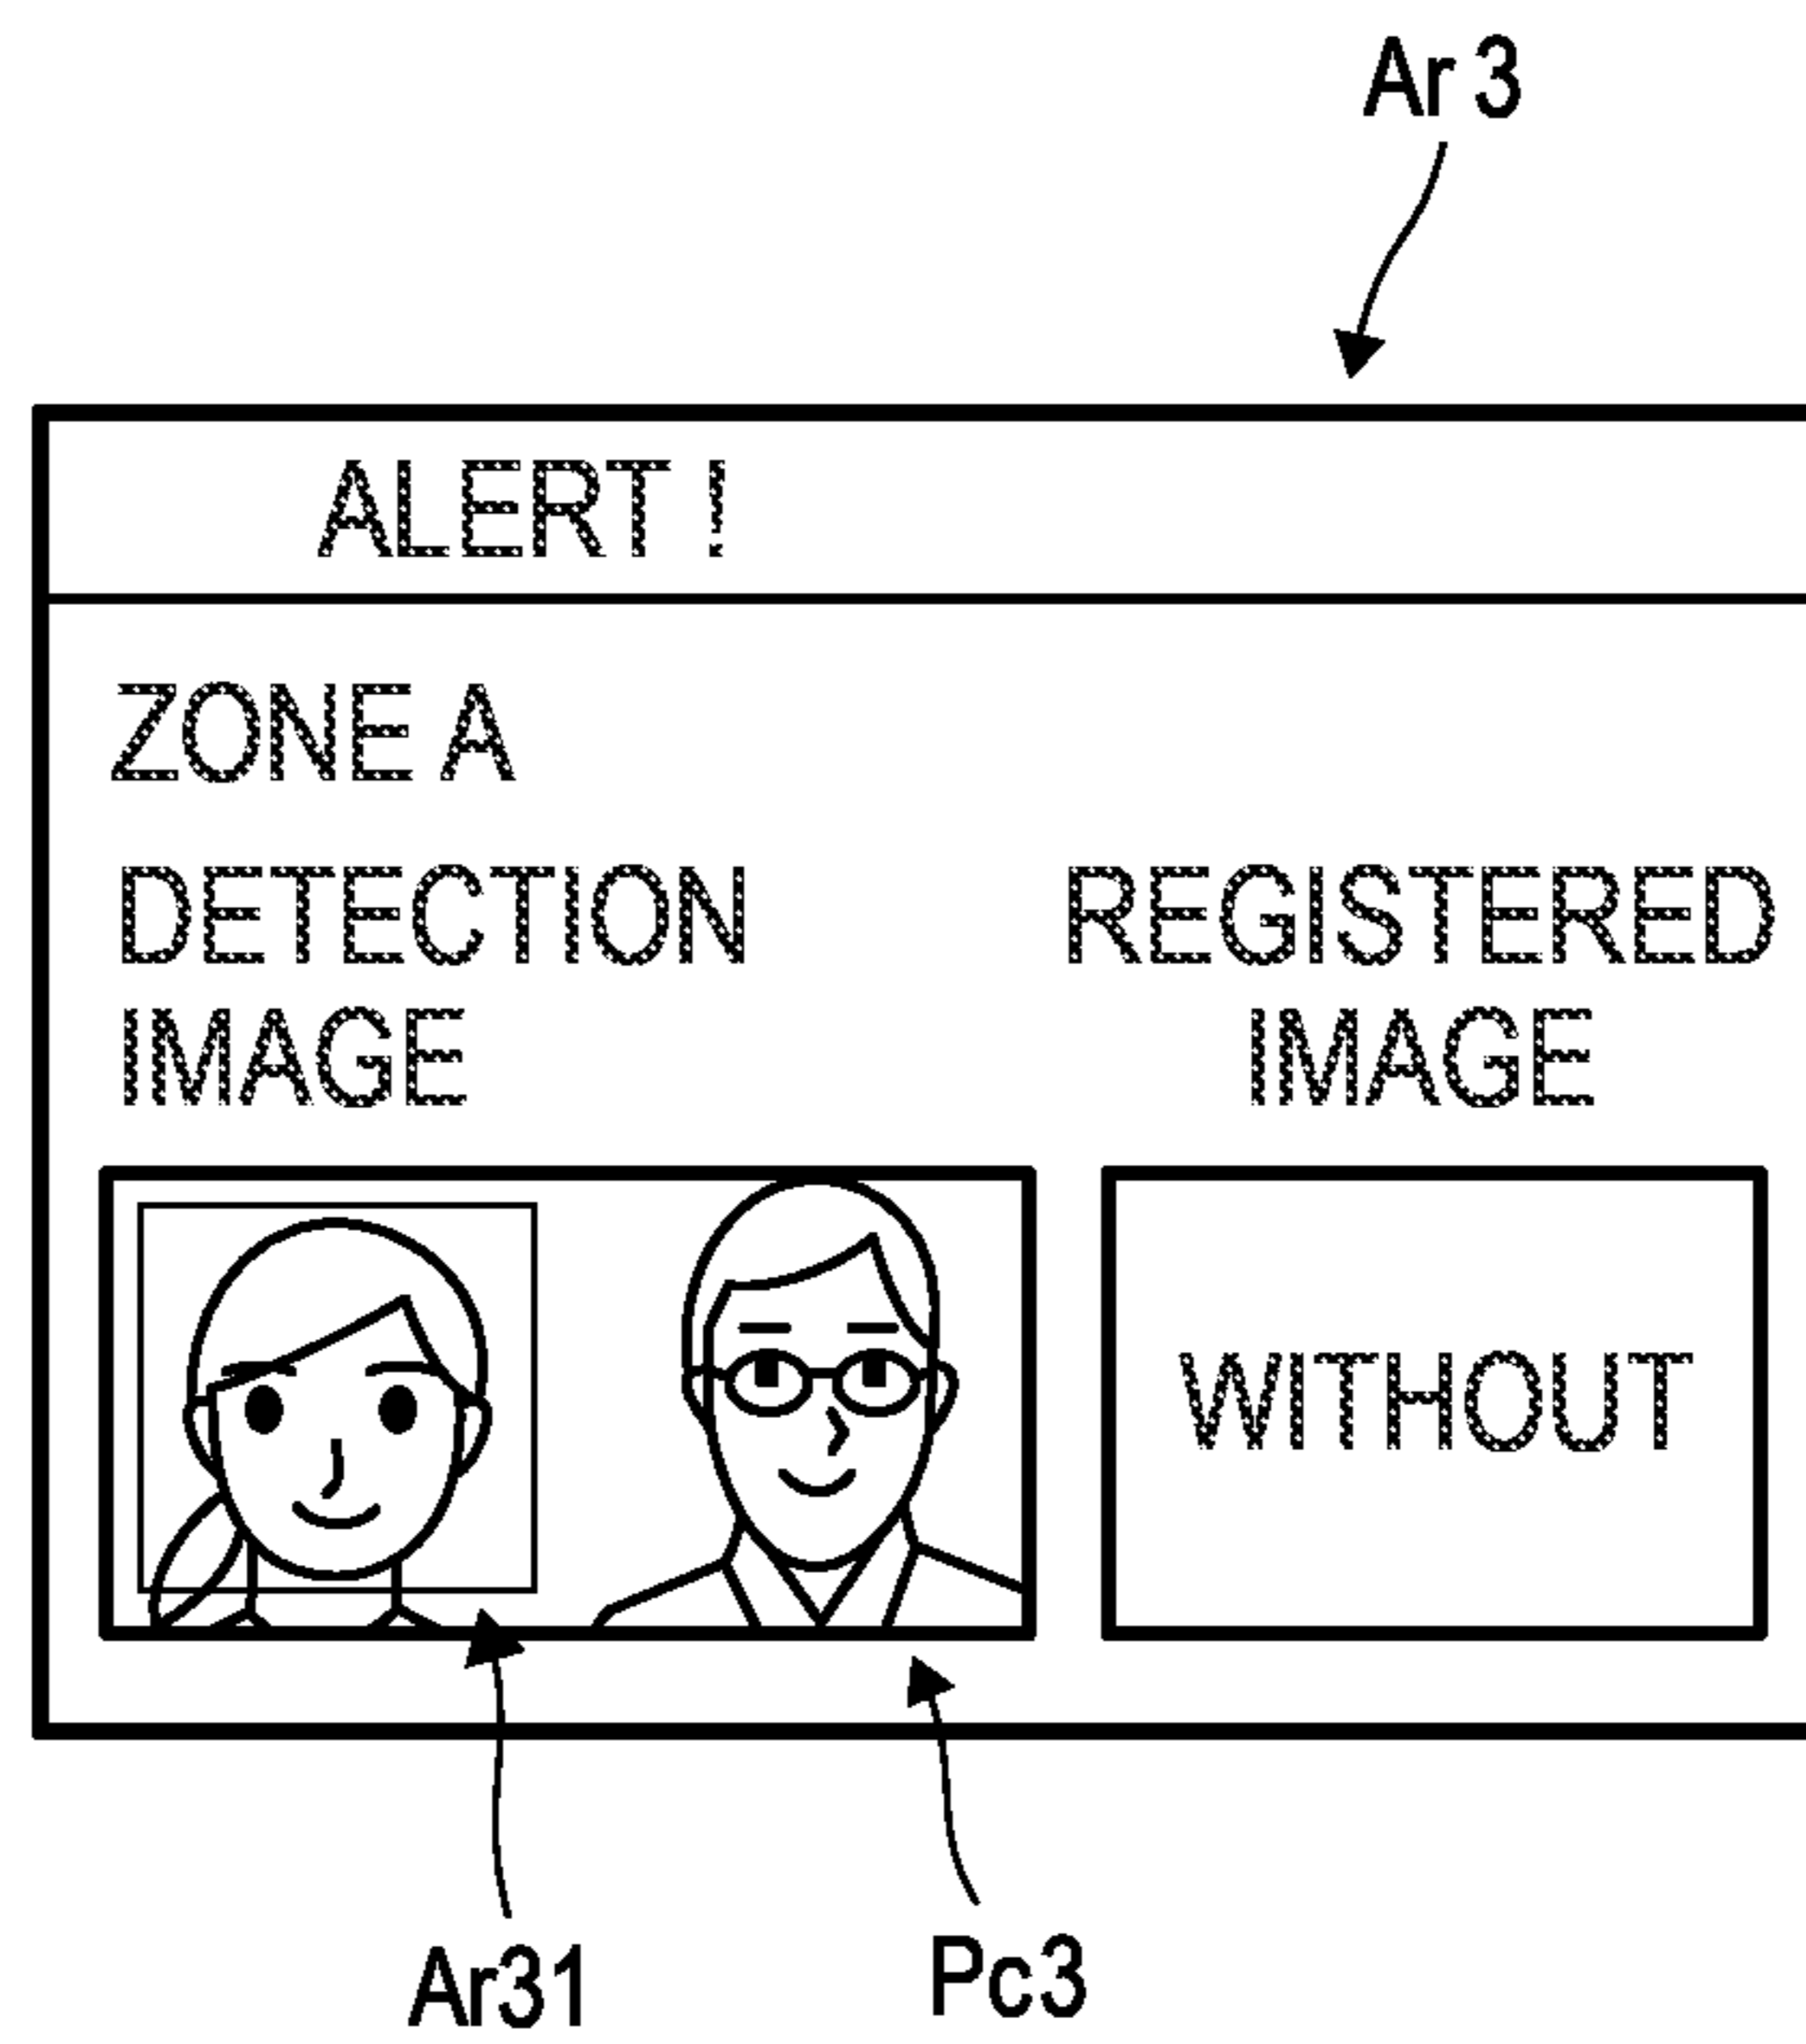 Ar 3
ALERT !
ZONE A
DETECTION
IMAGE
REGISTERED
IMAGE
WITHOUT
Ar31
Pc3